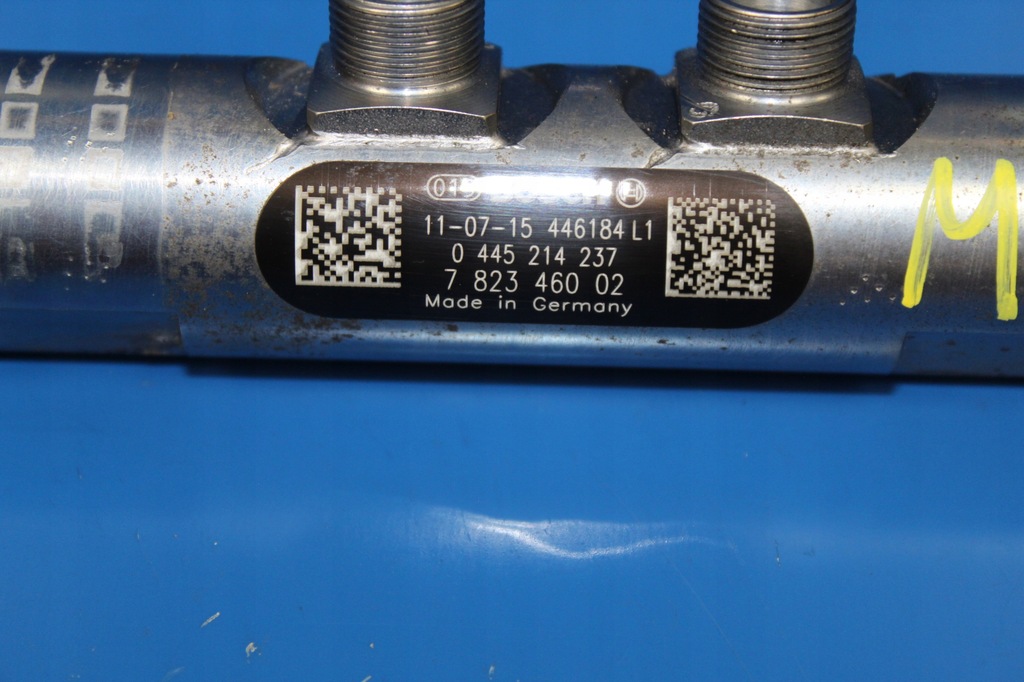 11-07-15 446184 L1
0 445 214 237
7 823 460 02
Made in Germany
M